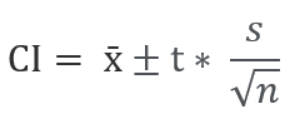 CI = x̄ ± t * s/√n